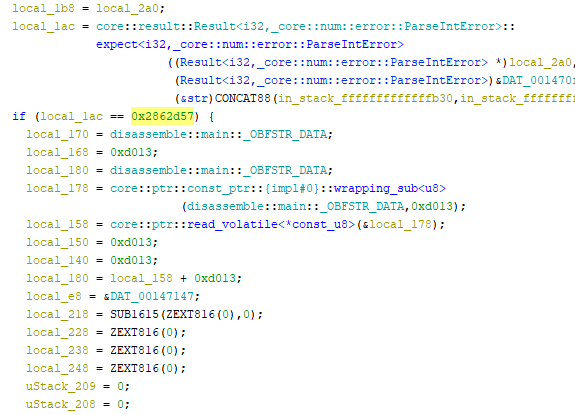 local_1b8 = local_2a0;
local_1ac = core::result::Result<i32,_core::num::error::ParseIntError>::
expect<i32,_core::num::error::ParseIntError>
((Result<i32,_core::num::error::ParseIntError> *)local_2a0,
(Result<i32,_core::num::error::ParseIntError>)&DAT_001470
(&str)CONCAT88(in_stack_fffffffffffffb30,in_stack_ffffffff
if (local_1ac == 0x2862d57) {
local_170 = disassemble::main::_OBFSTR_DATA;
local_168 = 0xd013;
local_180 = disassemble::main::_OBFSTR_DATA;
local_178 = core::ptr::const_ptr::{impl#0}::wrapping_sub<u8>
(disassemble::main::_OBFSTR_DATA,0xd013);
local_158 = core::ptr::read_volatile<*const_u8>(&local_178);
local_150 = 0xd013;
local_140 = 0xd013;
local_180 = local_158 + 0xd013;
local_e8 = &DAT_00147147;
local_218 = SUB1615(ZEXT816(0),0);
local_228 = ZEXT816(0);
local_238 = ZEXT816(0);
local_248 = ZEXT816(0);
uStack_209 = 0;
uStack_208 = 0;